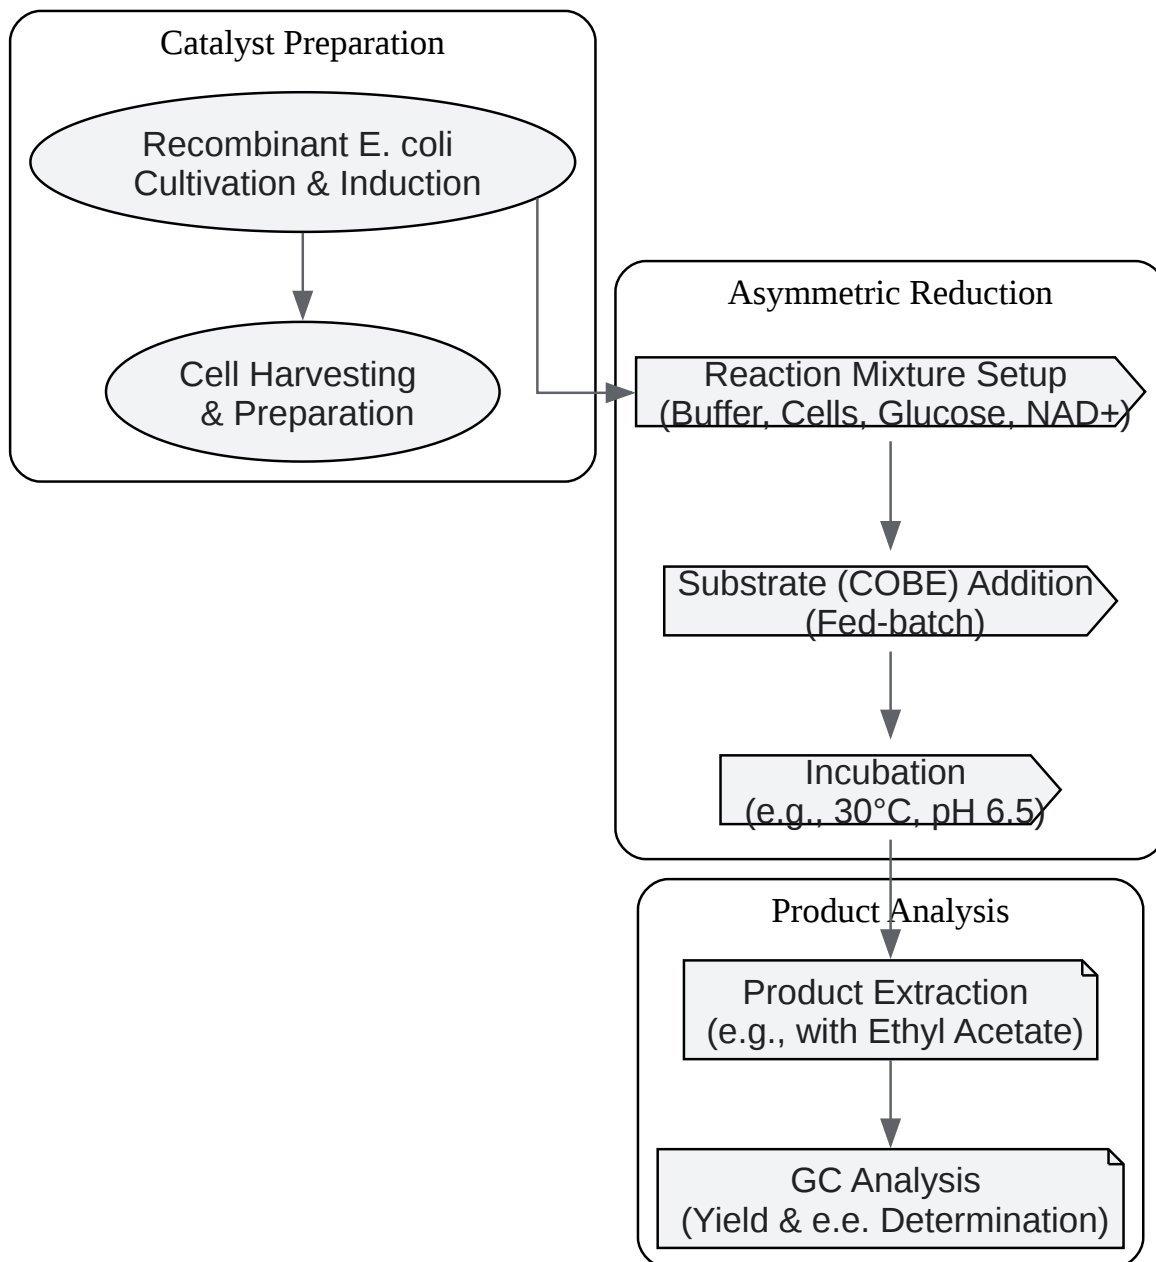 Catalyst Preparation
Recombinant E. coli
Cultivation & Induction
Cell Harvesting
& Preparation
Asymmetric Reduction
Reaction Mixture Setup
(Buffer, Cells, Glucose, NAD+)
Substrate (COBE) Addition
(Fed-batch)
Incubation
(e.g., 30°C, pH 6.5)
Product Analysis
Product Extraction
(e.g., with Ethyl Acetate)
GC Analysis
(Yield & e.e. Determination)